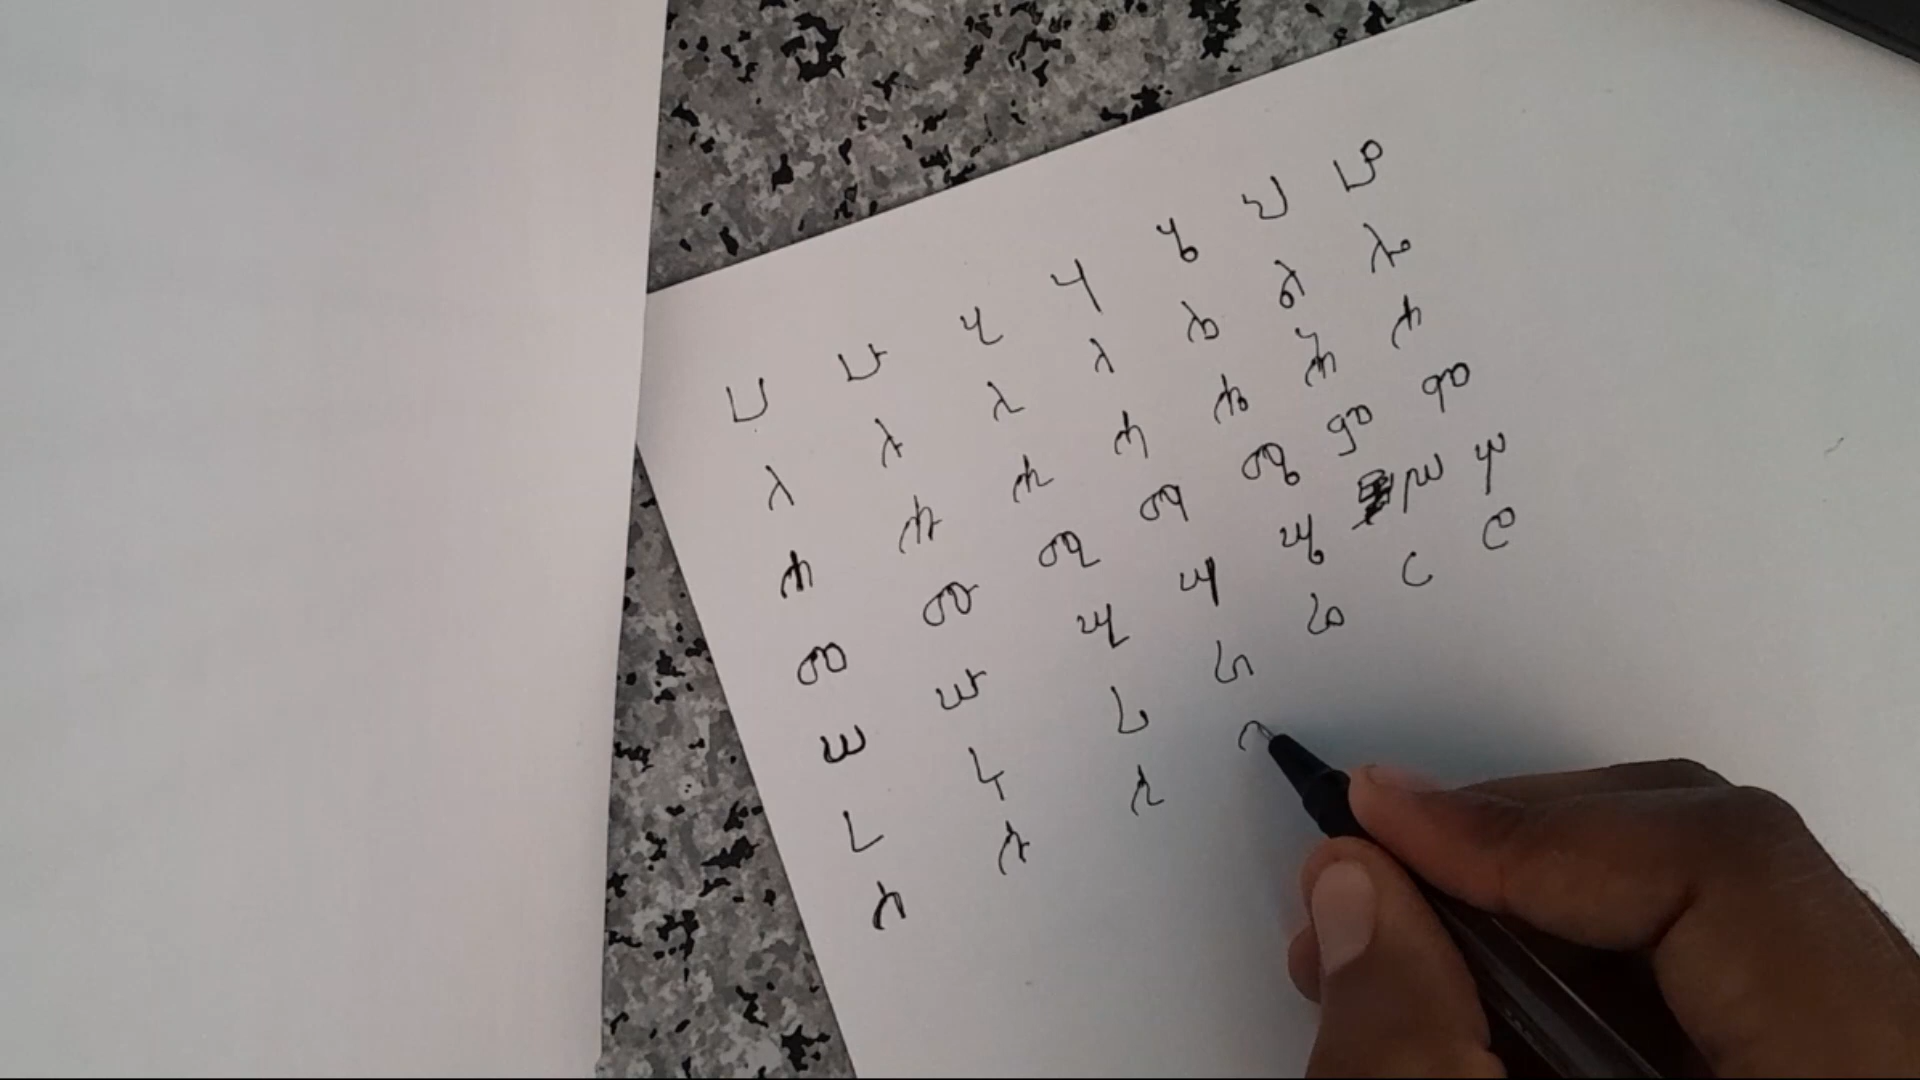 ሀ ሁ ሂ ሃ ሄ ህ ሆ
ለ ሉ ሊ ላ ሌ ል ሎ
ሐ ሑ ሒ ሓ ሔ ሕ ሖ
መ ሙ ሚ ማ ሜ ም ሞ
ሠ ሡ ሢ ሣ ሤ ሥ ሦ
ረ ሩ ሪ ራ ሬ ር ሮ
ሰ ሱ ሲ